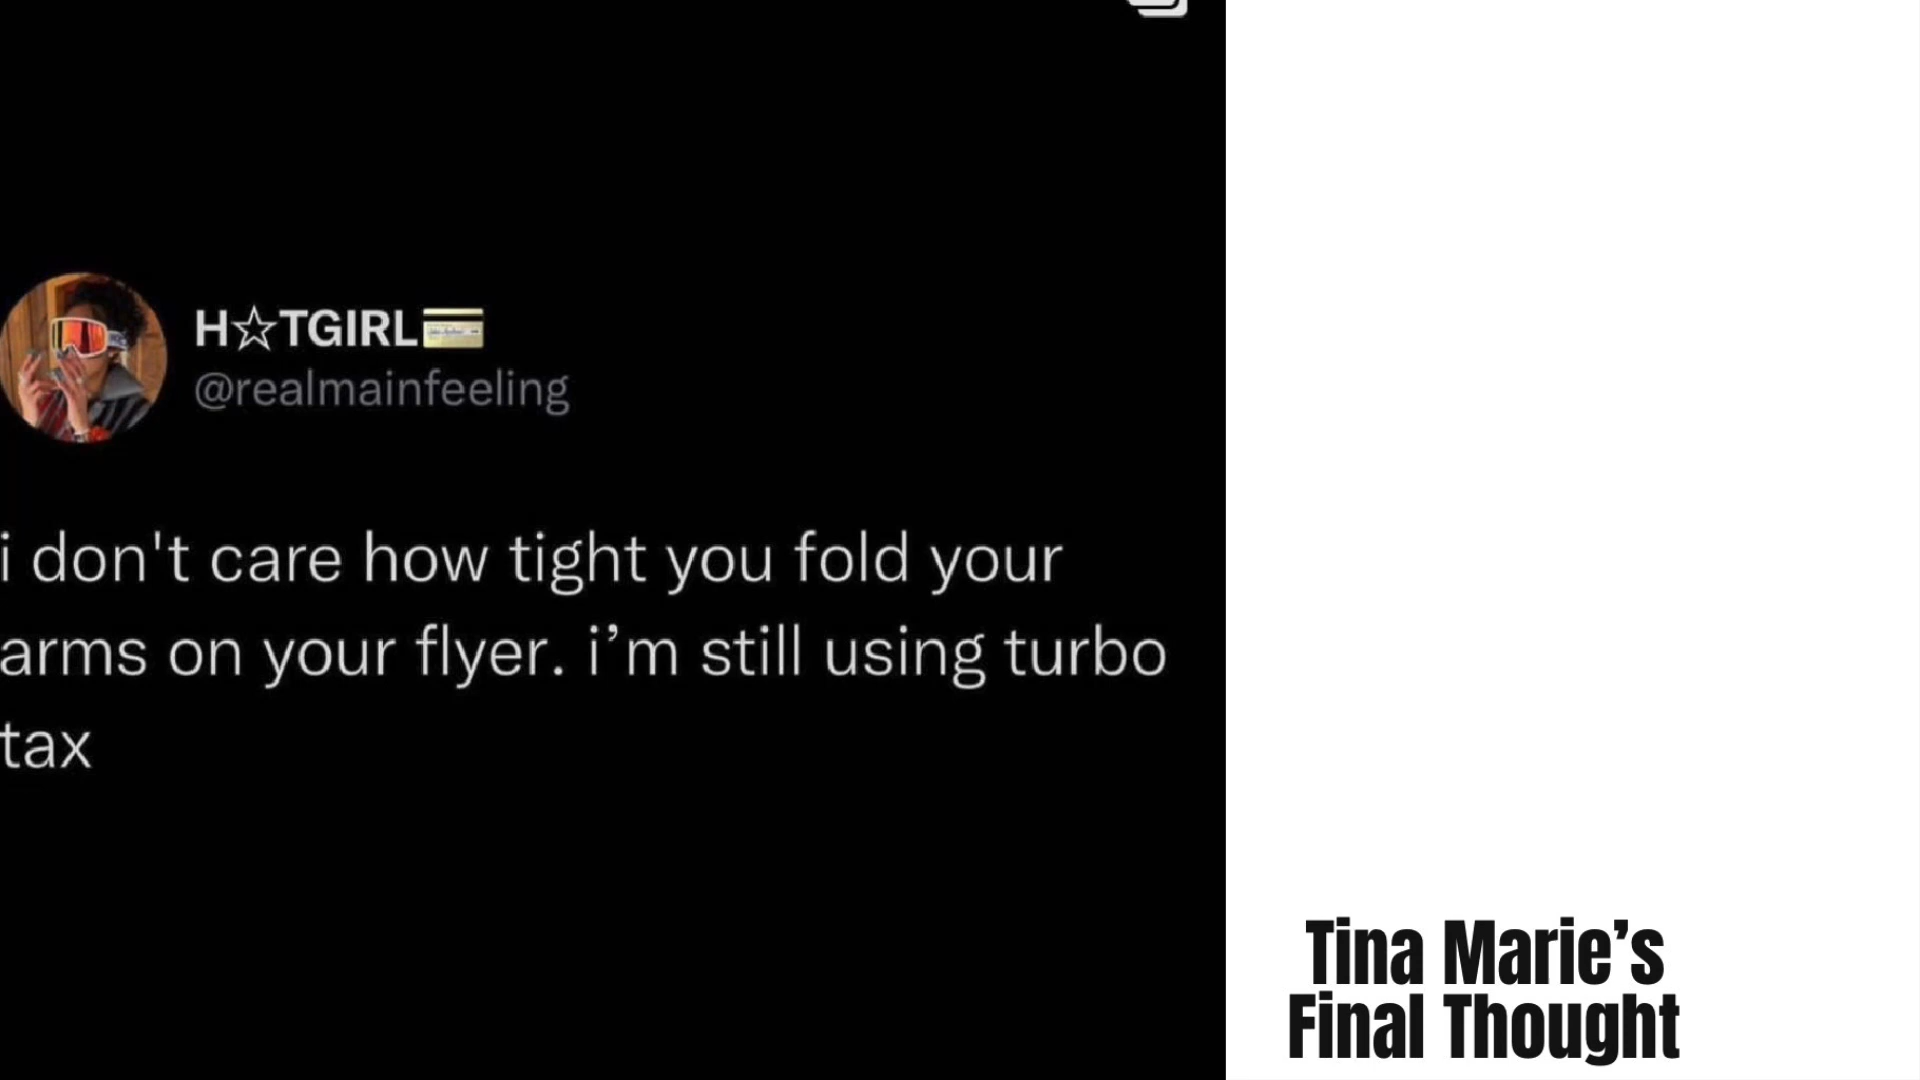 H☆TGIRL💳
@realmainfeeling
i don't care how tight you fold your
arms on your flyer. i’m still using turbo
tax
Tina Marie’s
Final Thought